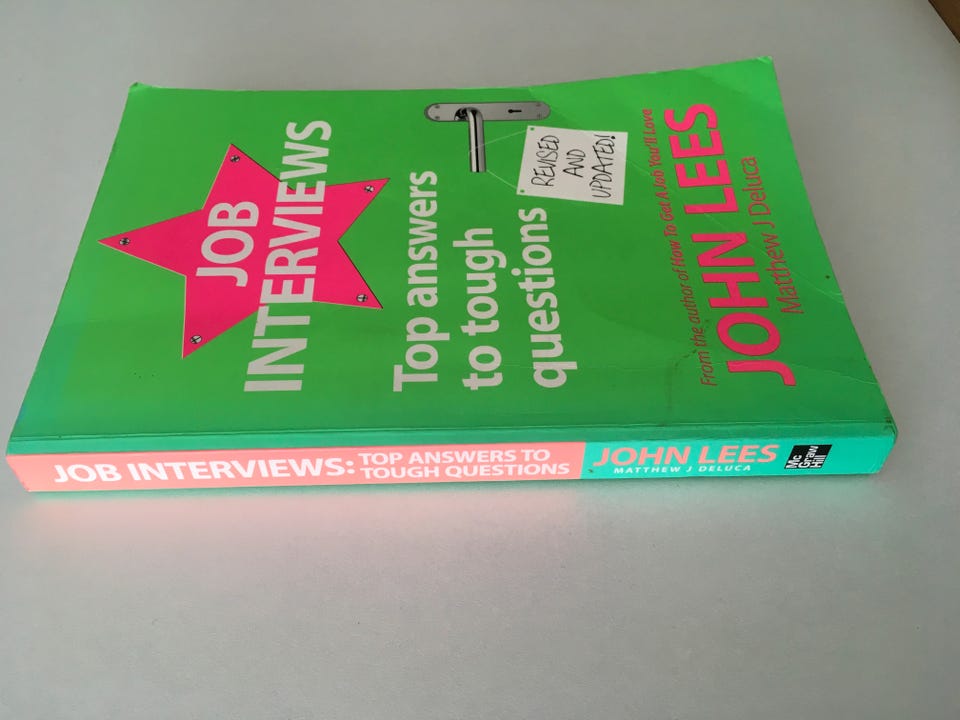 JOB
INTERVIEWS
Top answers
to tough
questions
REVISED
AND
UPDATED!
From the author of How To Get A Job You'll Love
JOHN LEES
Matthew J Deluca
JOB INTERVIEWS: TOP ANSWERS TO
TOUGH QUESTIONS
JOHN LEES
MATTHEW J DELUCA
Mc
Graw
Hill